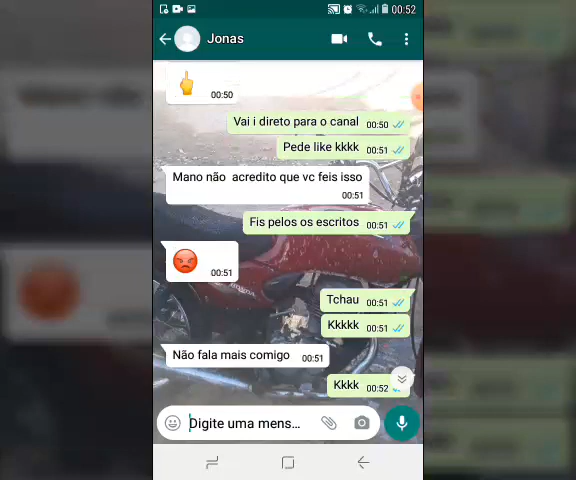 00:52
Jonas
00:50
Vai i direto para o canal 00:50
Pede like kkkk 00:51
Mano não acredito que vc feis isso
00:51
Fis pelos os escritos 00:51
00:51
Tchau 00:51
Kkkkk 00:51
Não fala mais comigo 00:51
Kkkk 00:52
Digite uma mens...